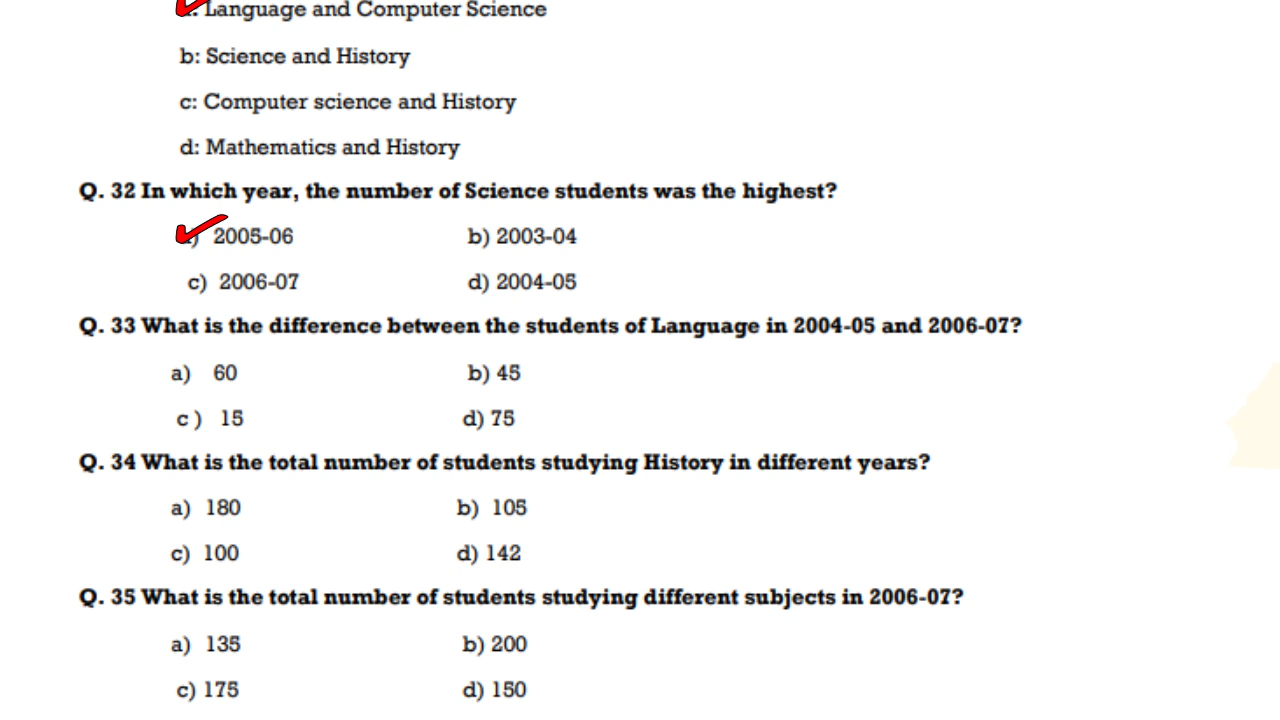 Language and Computer Science
b: Science and History
c: Computer science and History
d: Mathematics and History
Q. 32 In which year, the number of Science students was the highest?
2005-06 b) 2003-04
c) 2006-07 d) 2004-05
Q. 33 What is the difference between the students of Language in 2004-05 and 2006-07?
a) 60 b) 45
c ) 15 d) 75
Q. 34 What is the total number of students studying History in different years?
a) 180 b) 105
c) 100 d) 142
Q. 35 What is the total number of students studying different subjects in 2006-07?
a) 135 b) 200
c) 175 d) 150